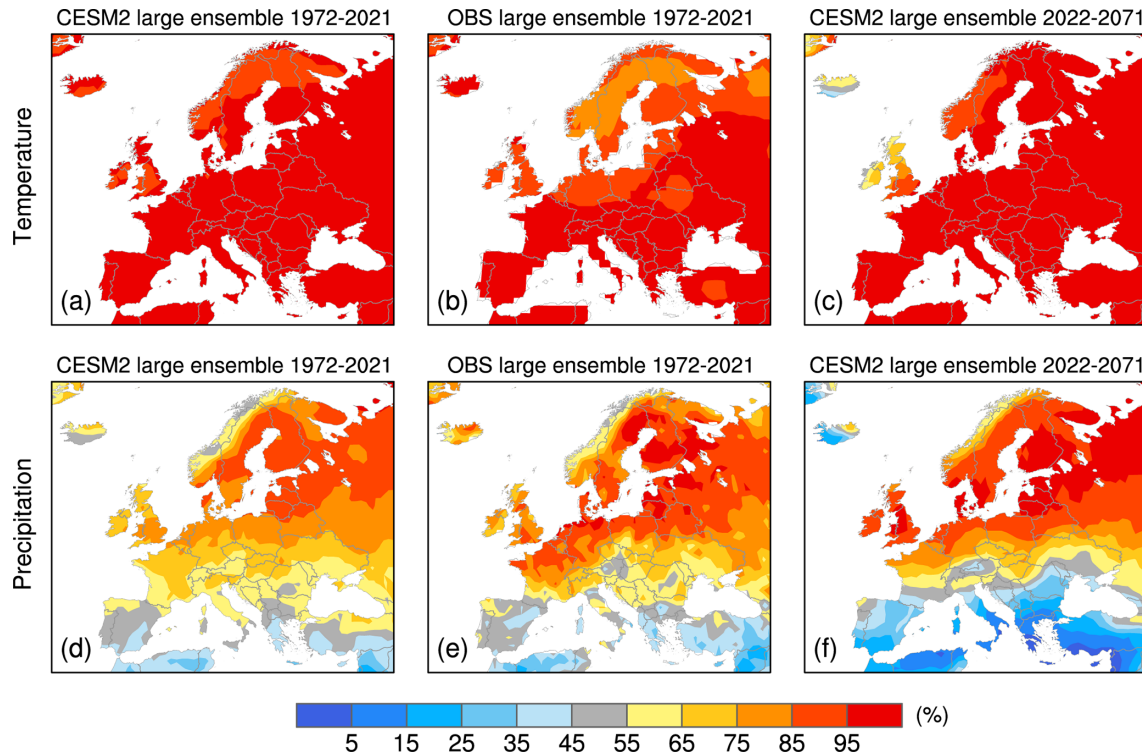 CESM2 large ensemble 1972-2021
OBS large ensemble 1972-2021
CESM2 large ensemble 2022-2071
Temperature
(a)
(b)
(c)
CESM2 large ensemble 1972-2021
OBS large ensemble 1972-2021
CESM2 large ensemble 2022-2071
Precipitation
(d)
(e)
(f)
(%)
5 15 25 35 45 55 65 75 85 95